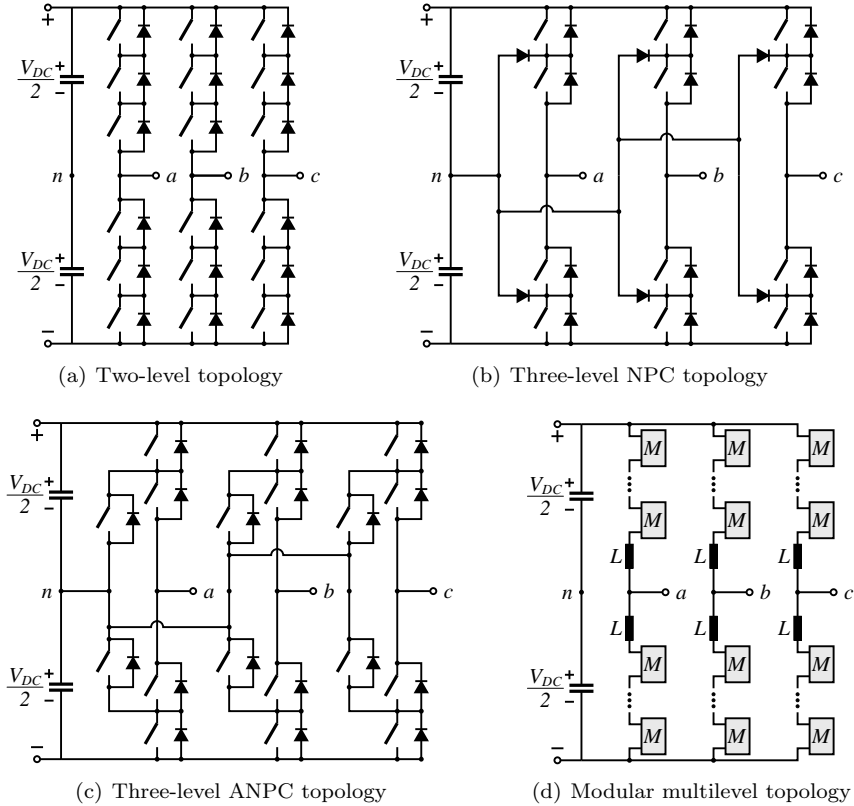 +
V_DC/2 + −
n a b c
V_DC/2 + −
−
(a) Two-level topology
+
V_DC/2 + −
n a b c
V_DC/2 + −
−
(b) Three-level NPC topology
+
V_DC/2 + −
n a b c
V_DC/2 + −
−
(c) Three-level ANPC topology
+
M M M
V_DC/2 + −
M M M
L L L
n a b c
L L L
M M M
V_DC/2 + −
M M M
−
(d) Modular multilevel topology